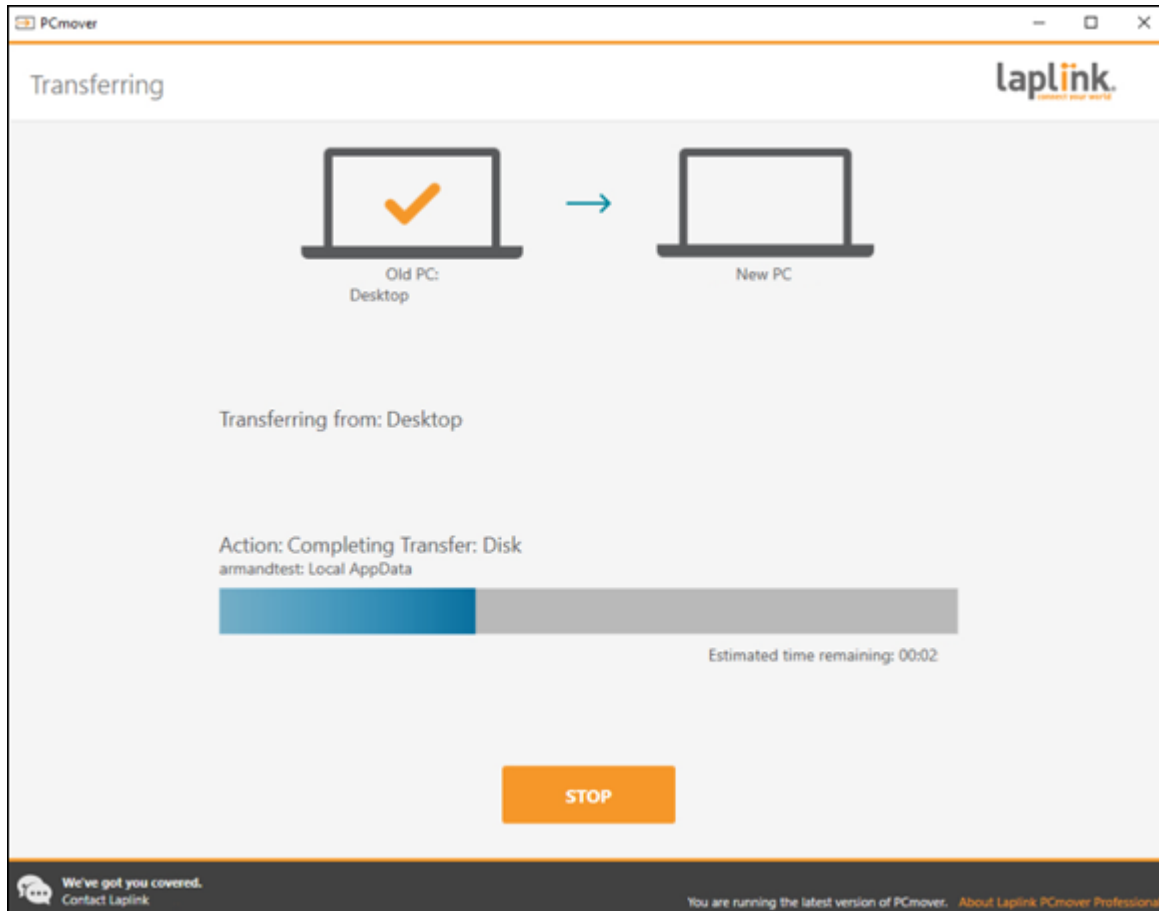 PCmover
Transferring
laplink.
connect your world
Old PC:
Desktop
New PC
Transferring from: Desktop
Action: Completing Transfer: Disk
armandtest: Local AppData
Estimated time remaining: 00:02
STOP
We've got you covered.
Contact Laplink
You are running the latest version of PCmover. About Laplink PCmover Professiona